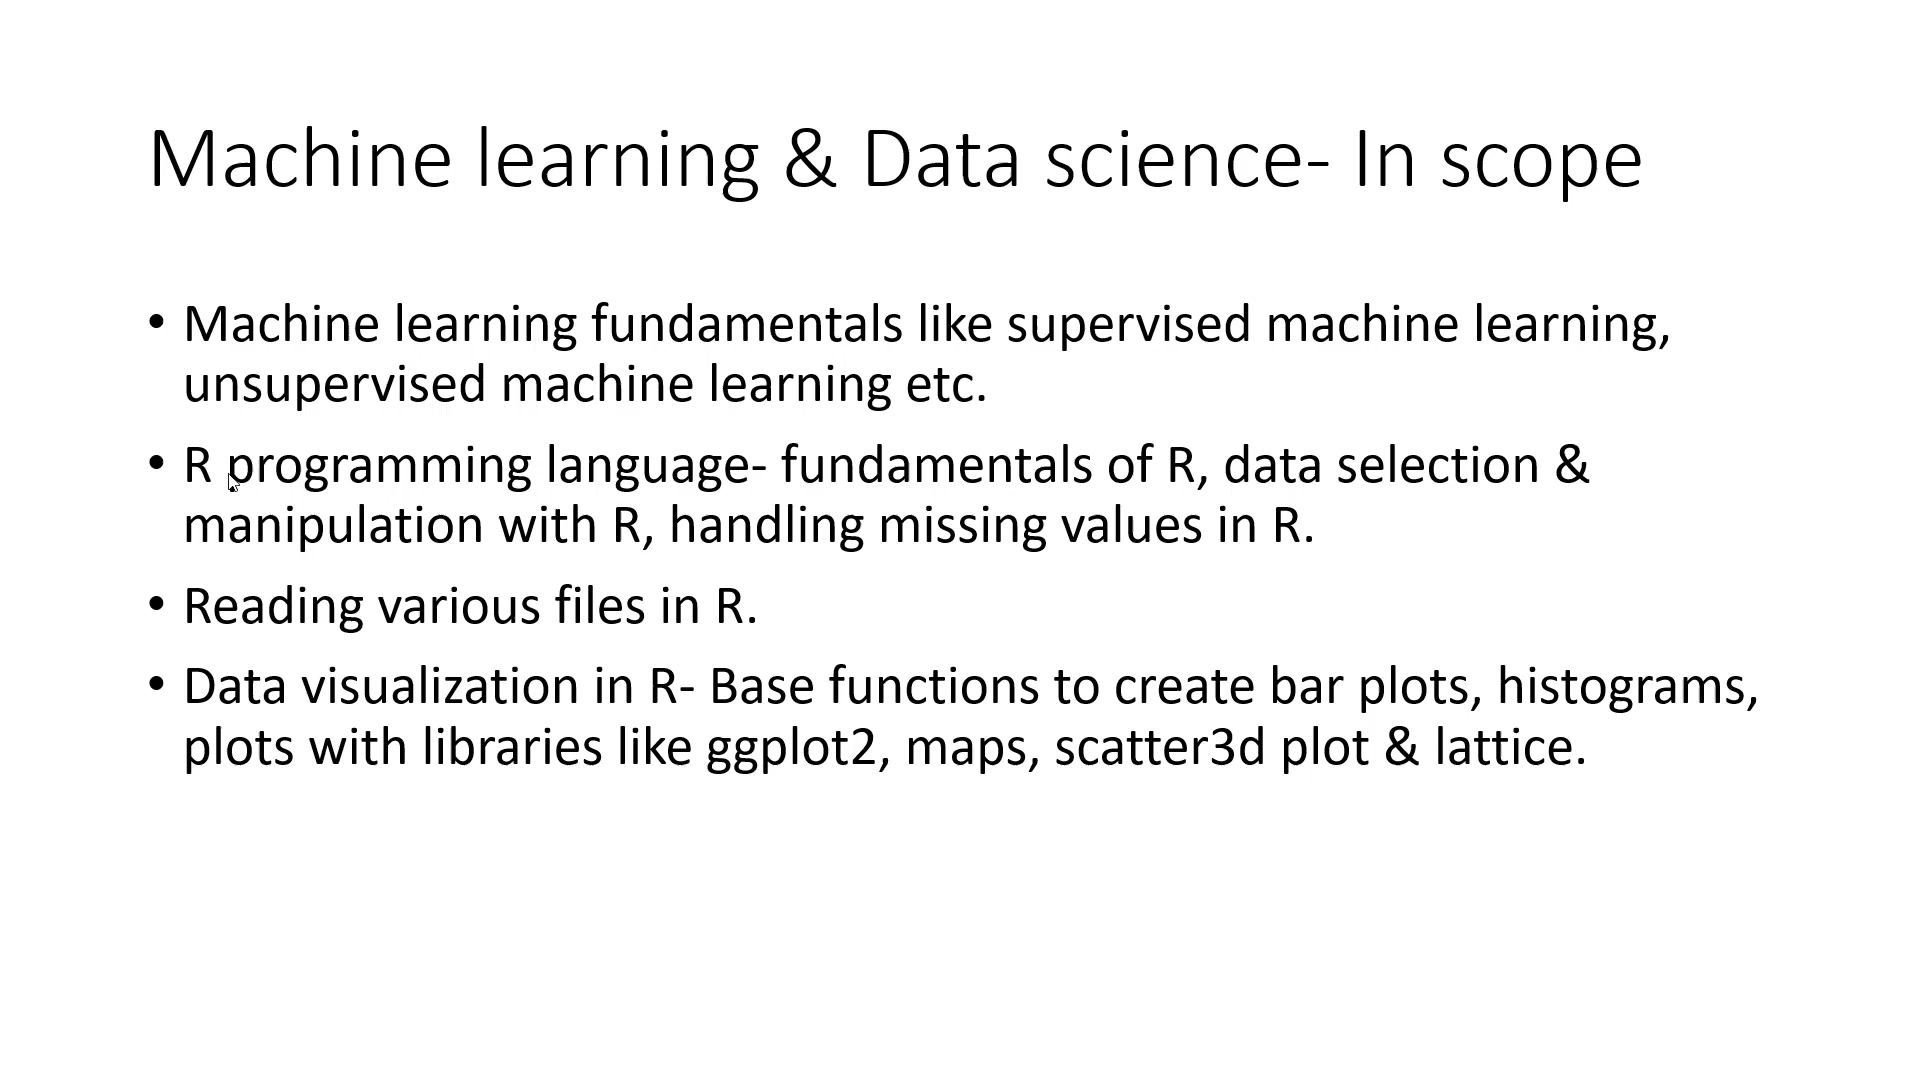 Machine learning & Data science- In scope
• Machine learning fundamentals like supervised machine learning,
unsupervised machine learning etc.
• R programming language- fundamentals of R, data selection &
manipulation with R, handling missing values in R.
• Reading various files in R.
• Data visualization in R- Base functions to create bar plots, histograms,
plots with libraries like ggplot2, maps, scatter3d plot & lattice.